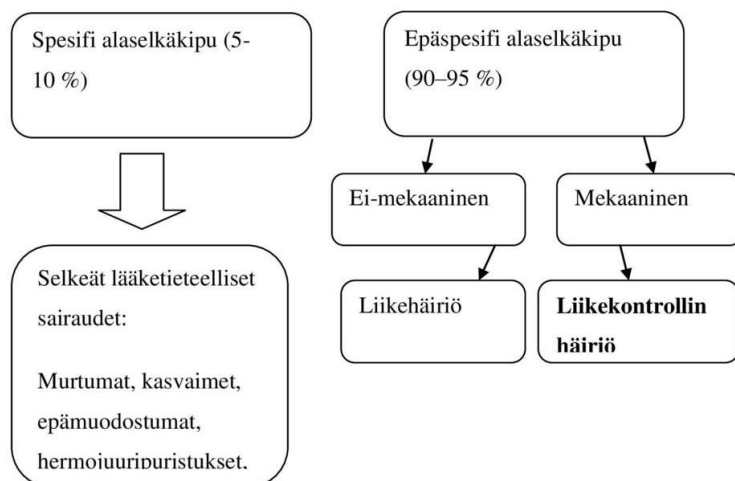 Spesifi alaselkäkipu (5-
10 %)
Epäspesifi alaselkäkipu
(90–95 %)
Ei-mekaaninen
Mekaaninen
Selkeät lääketieteelliset
sairaudet:
Murtumat, kasvaimet,
epämuodostumat,
hermojuuripuristukset,
Liikehäiriö
Liikekontrollin
häiriö